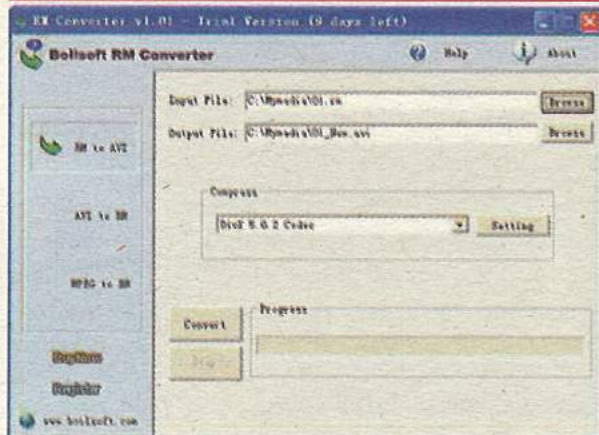 RM Converter v1.01 - Trial Version (9 days left)
Boilsoft RM Converter
Help
About
Input File: C:\Mymedia\01.rm
Browse
Output File: C:\Mymedia\01_New.avi
Browse
RM to AVI
AVI to RM
MPEG to RM
Compress
DivX 5.0.2 Codec
Setting
Convert
Progress
Stop
BuyNow
Register
www.boilsoft.com